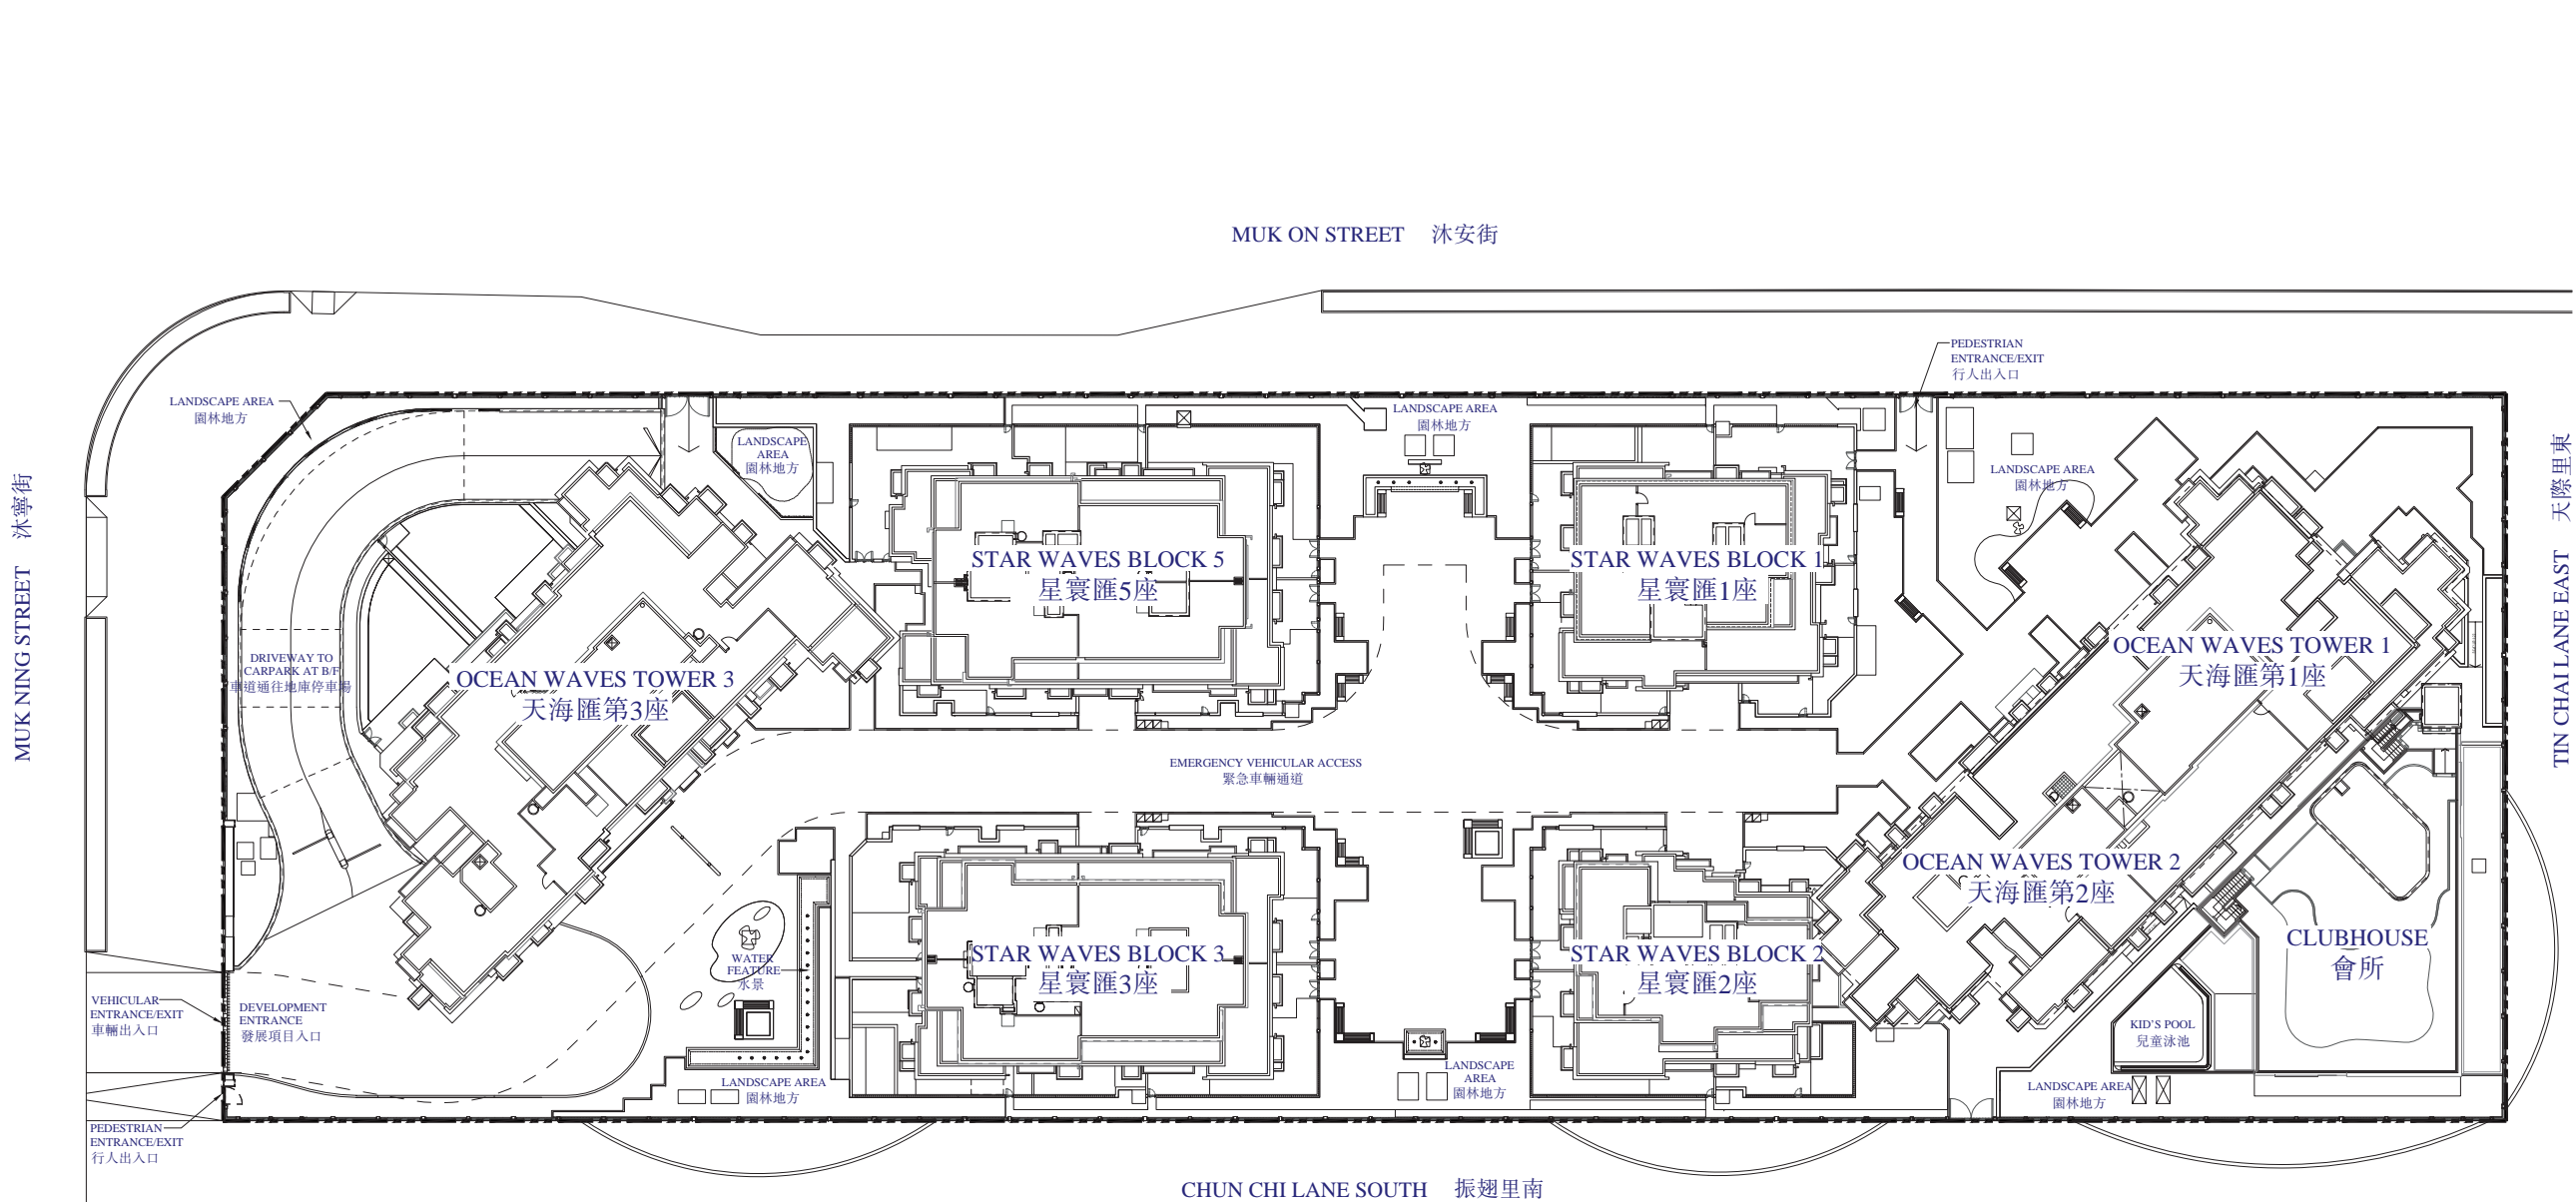 MUK ON STREET 沐安街
PEDESTRIAN
ENTRANCE/EXIT
行人出入口
LANDSCAPE AREA
園林地方
LANDSCAPE AREA
園林地方
LANDSCAPE
AREA
園林地方
LANDSCAPE AREA
園林地方
MUK NING STREET 沐寧街
TIN CHAI LANE EAST 天際里東
STAR WAVES BLOCK 5
星寰匯5座
STAR WAVES BLOCK 1
星寰匯1座
OCEAN WAVES TOWER 1
天海匯第1座
DRIVEWAY TO
CARPARK AT B/F
車道通往地庫停車場
OCEAN WAVES TOWER 3
天海匯第3座
EMERGENCY VEHICULAR ACCESS
緊急車輛通道
OCEAN WAVES TOWER 2
天海匯第2座
STAR WAVES BLOCK 3
星寰匯3座
STAR WAVES BLOCK 2
星寰匯2座
CLUBHOUSE
會所
WATER
FEATURE
水景
VEHICULAR
ENTRANCE/EXIT
車輛出入口
DEVELOPMENT
ENTRANCE
發展項目入口
KID'S POOL
兒童泳池
LANDSCAPE AREA
園林地方
LANDSCAPE
AREA
園林地方
LANDSCAPE AREA
園林地方
PEDESTRIAN
ENTRANCE/EXIT
行人出入口
CHUN CHI LANE SOUTH 振翅里南